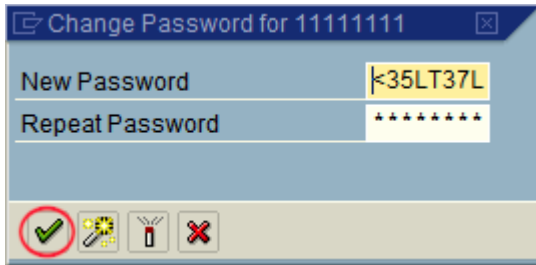 Change Password for 11111111
New Password <35LT37L
Repeat Password ********